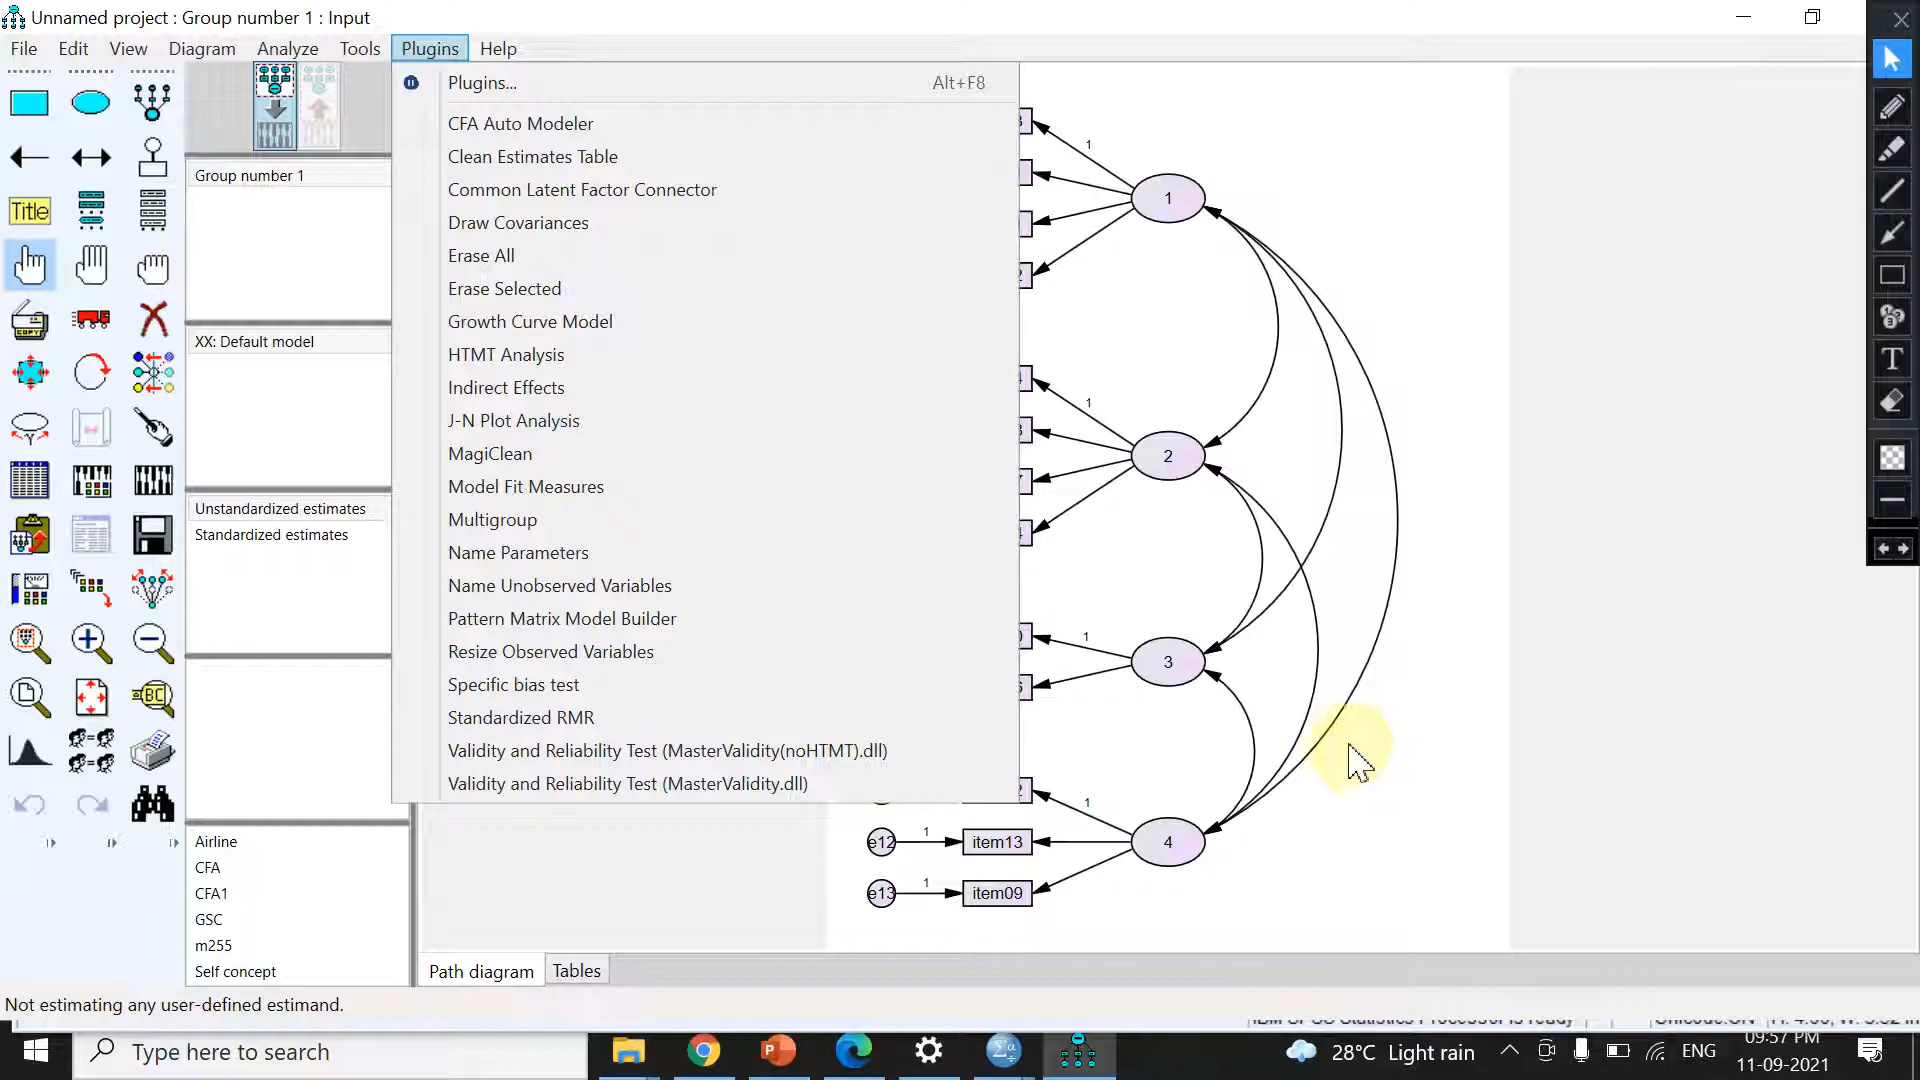 Unnamed project : Group number 1 : Input
File Edit View Diagram Analyze Tools Plugins Help
Plugins... Alt+F8
CFA Auto Modeler
Clean Estimates Table
Common Latent Factor Connector
Draw Covariances
Erase All
Erase Selected
Growth Curve Model
HTMT Analysis
Indirect Effects
J-N Plot Analysis
MagiClean
Model Fit Measures
Multigroup
Name Parameters
Name Unobserved Variables
Pattern Matrix Model Builder
Resize Observed Variables
Specific bias test
Standardized RMR
Validity and Reliability Test (MasterValidity(noHTMT).dll)
Validity and Reliability Test (MasterValidity.dll)
Title
Group number 1
XX: Default model
Unstandardized estimates
Standardized estimates
Airline
CFA
CFA1
GSC
m255
Self concept
1
1
1
2
1
3
1
4
e12 1 item13
e13 1 item09
Path diagram Tables
Not estimating any user-defined estimand.
Type here to search
28°C Light rain
ENG
09:57 PM
11-09-2021